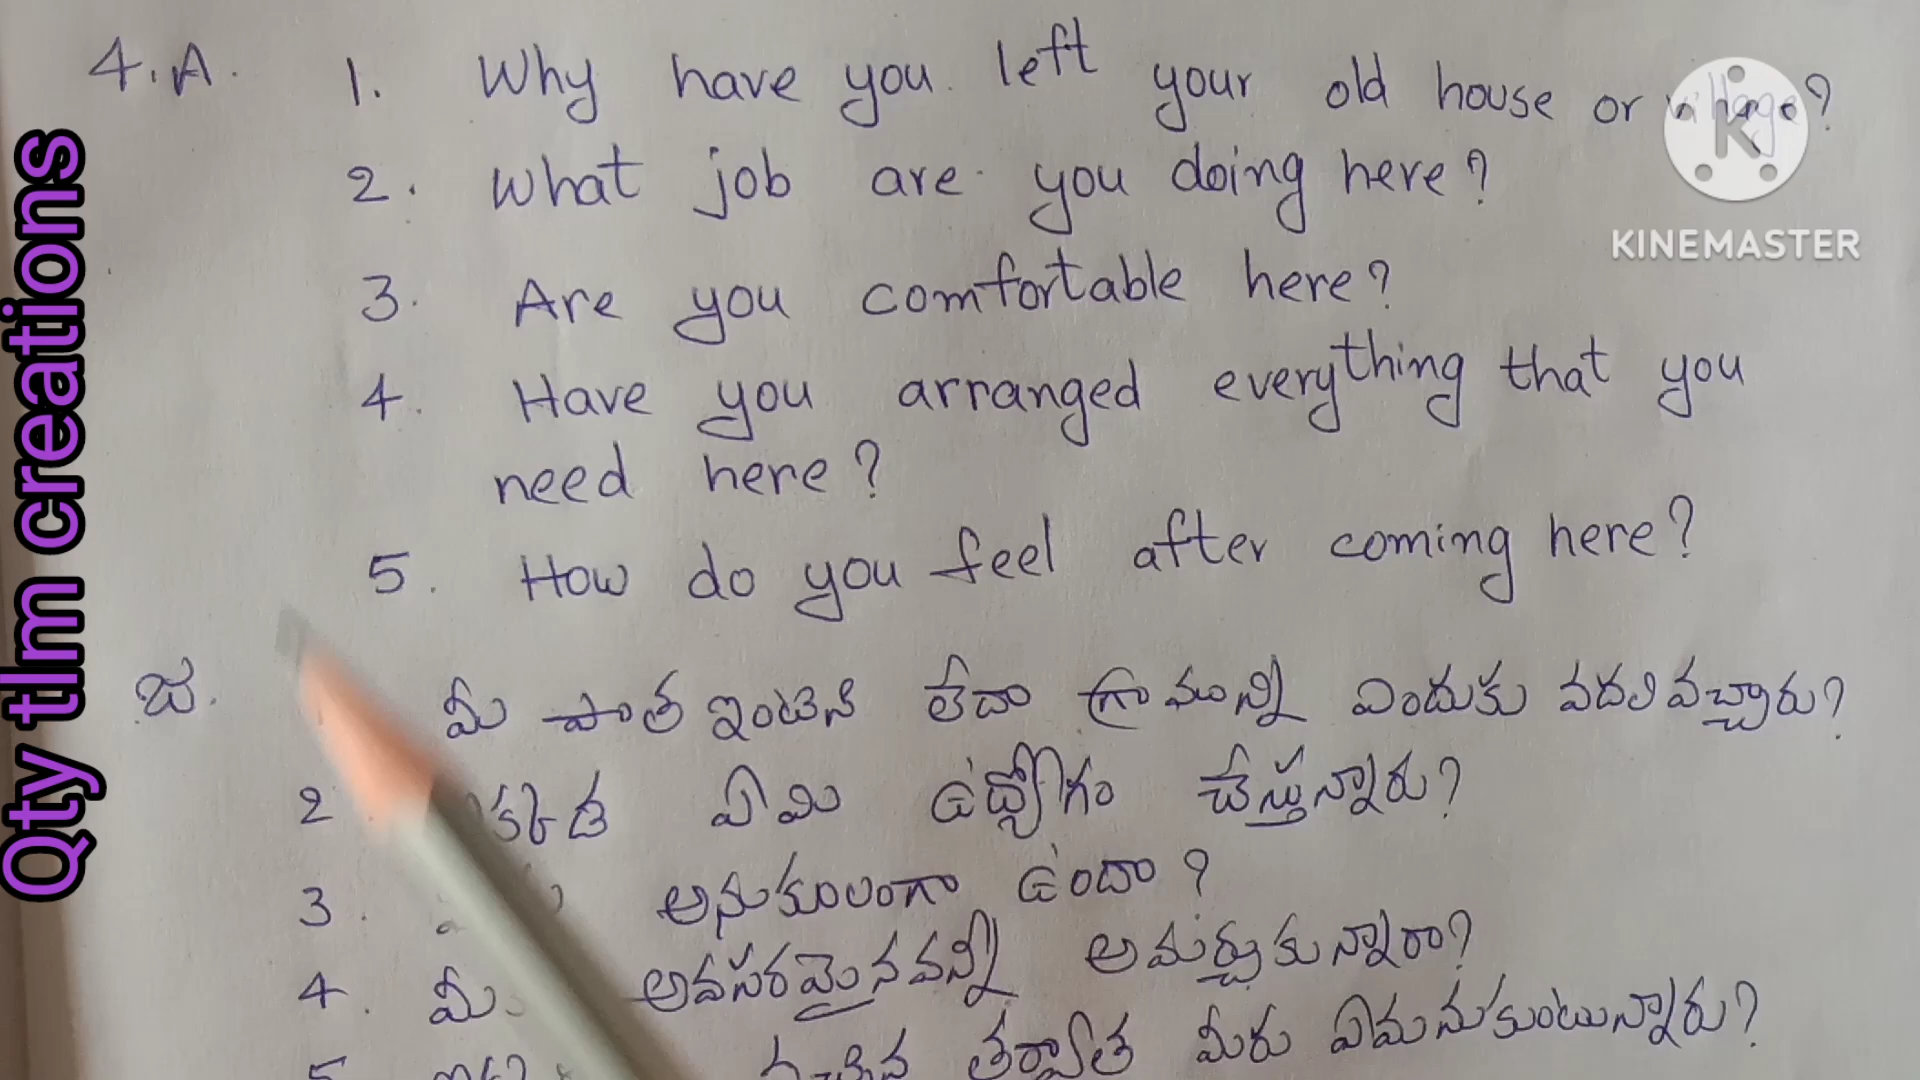 4.A. 1. Why have you left your old house or village?
2. What job are you doing here?
3. Are you comfortable here?
4. Have you arranged everything that you
need here?
5. How do you feel after coming here?
జ. మీ పాత ఇంటిని లేదా గ్రామాన్ని ఎందుకు వదలివచ్చారు?
2 ఏమి ఉద్యోగం చేస్తున్నారు?
3. అనుకూలంగా ఉందా?
4. అవసరమైనవన్నీ అమర్చుకున్నారా?
5 తర్వాత మీరు ఏమనుకుంటున్నారు?
Qty tlm creations
K
KINEMASTER